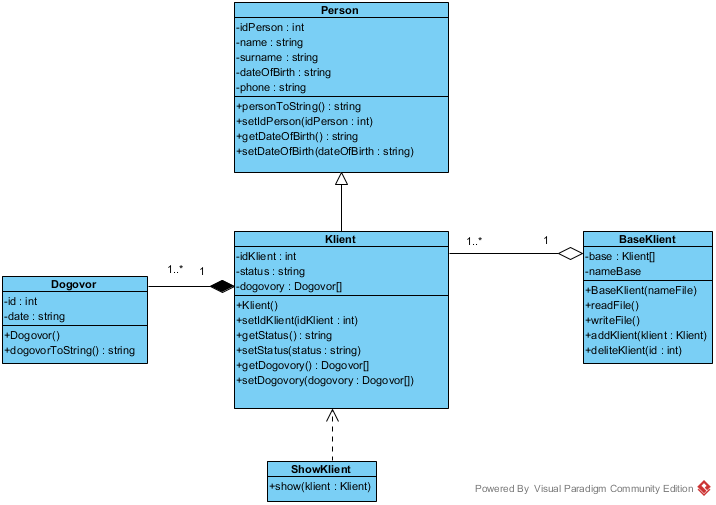 Person
-idPerson : int
-name : string
-surname : string
-dateOfBirth : string
-phone : string
+personToString() : string
+setIdPerson(idPerson : int)
+getDateOfBirth() : string
+setDateOfBirth(dateOfBirth : string)
Klient
-idKlient : int
-status : string
-dogovory : Dogovor[]
+Klient()
+setIdKlient(idKlient : int)
+getStatus() : string
+setStatus(status : string)
+getDogovory() : Dogovor[]
+setDogovory(dogovory : Dogovor[])
1..*
1
BaseKlient
-base : Klient[]
-nameBase
+BaseKlient(nameFile)
+readFile()
+writeFile()
+addKlient(klient : Klient)
+deliteKlient(id : int)
1..*
1
Dogovor
-id : int
-date : string
+Dogovor()
+dogovorToString() : string
ShowKlient
+show(klient : Klient)
Powered By Visual Paradigm Community Edition